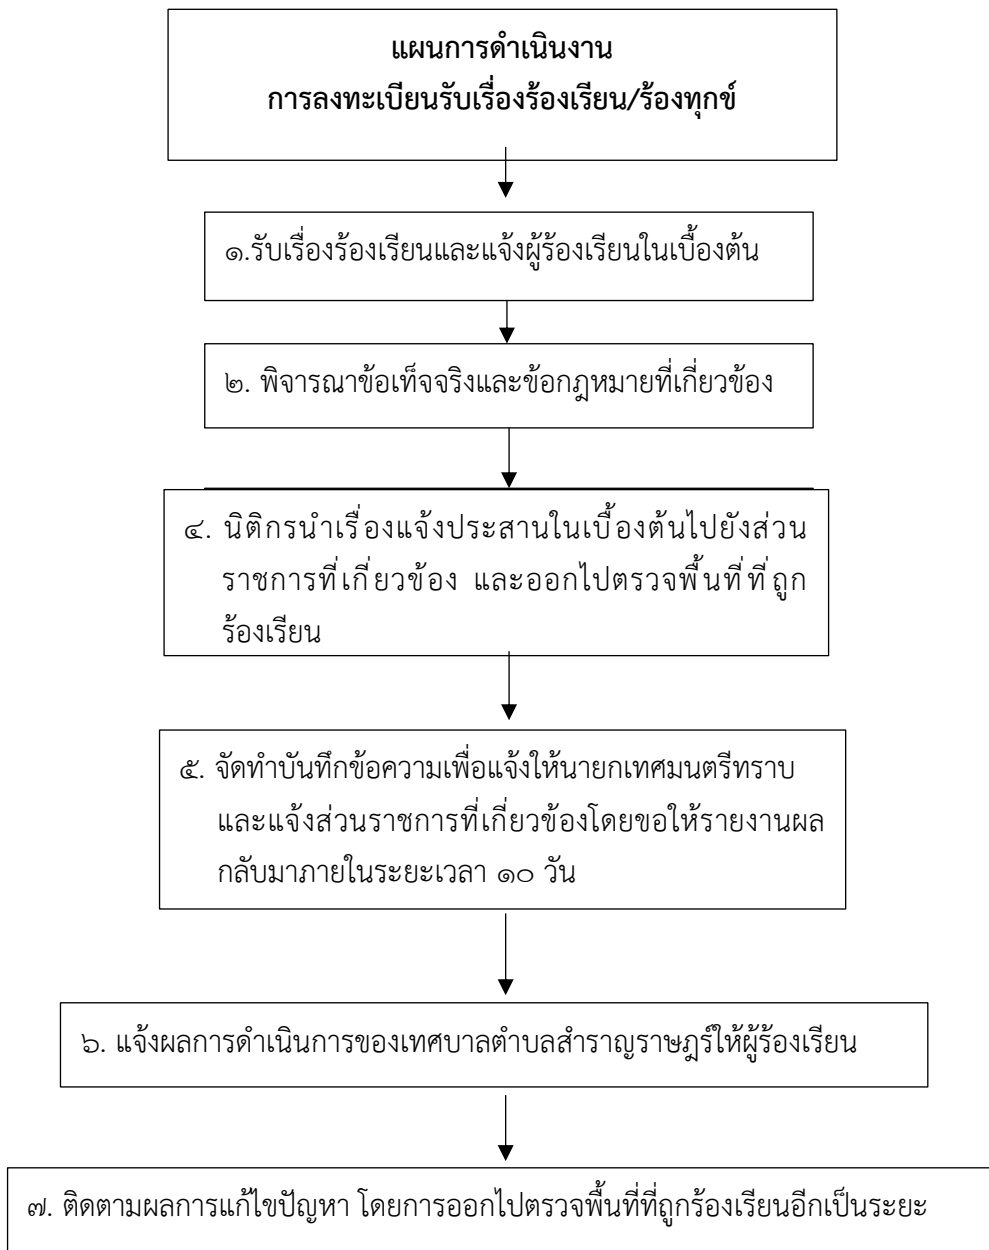 แผนการดำเนินงาน
การลงทะเบียนรับเรื่องร้องเรียน/ร้องทุกข์
๑.รับเรื่องร้องเรียนและแจ้งผู้ร้องเรียนในเบื้องต้น
๒. พิจารณาข้อเท็จจริงและข้อกฎหมายที่เกี่ยวข้อง
๔. นิติกรนำเรื่องแจ้งประสานในเบื้องต้นไปยังส่วน
ราชการที่เกี่ยวข้อง และออกไปตรวจพื้นที่ที่ถูก
ร้องเรียน
๕. จัดทำบันทึกข้อความเพื่อแจ้งให้นายกเทศมนตรีทราบ
และแจ้งส่วนราชการที่เกี่ยวข้องโดยขอให้รายงานผล
กลับมาภายในระยะเวลา ๑๐ วัน
๖. แจ้งผลการดำเนินการของเทศบาลตำบลสำราญราษฎร์ให้ผู้ร้องเรียน
๗. ติดตามผลการแก้ไขปัญหา โดยการออกไปตรวจพื้นที่ที่ถูกร้องเรียนอีกเป็นระยะ